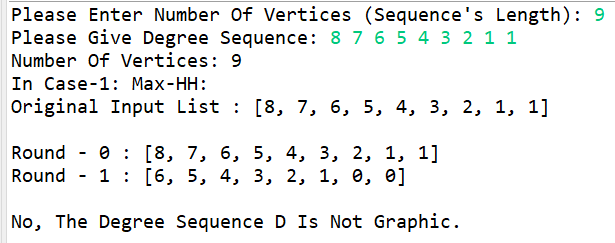 Please Enter Number Of Vertices (Sequence's Length): 9
Please Give Degree Sequence: 8 7 6 5 4 3 2 1 1
Number Of Vertices: 9
In Case-1: Max-HH:
Original Input List : [8, 7, 6, 5, 4, 3, 2, 1, 1]
Round - 0 : [8, 7, 6, 5, 4, 3, 2, 1, 1]
Round - 1 : [6, 5, 4, 3, 2, 1, 0, 0]
No, The Degree Sequence D Is Not Graphic.